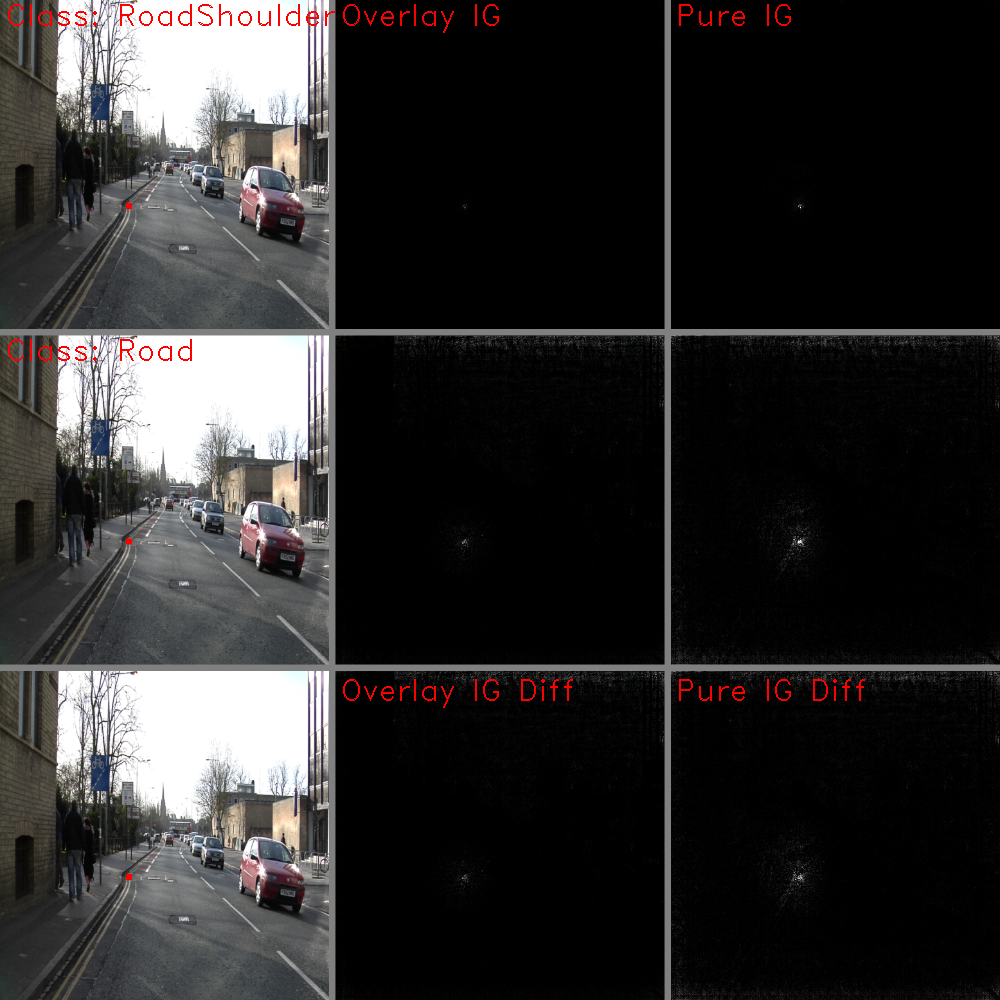 Class: RoadShoulder
Overlay IG
Pure IG
Class: Road
Overlay IG Diff
Pure IG Diff